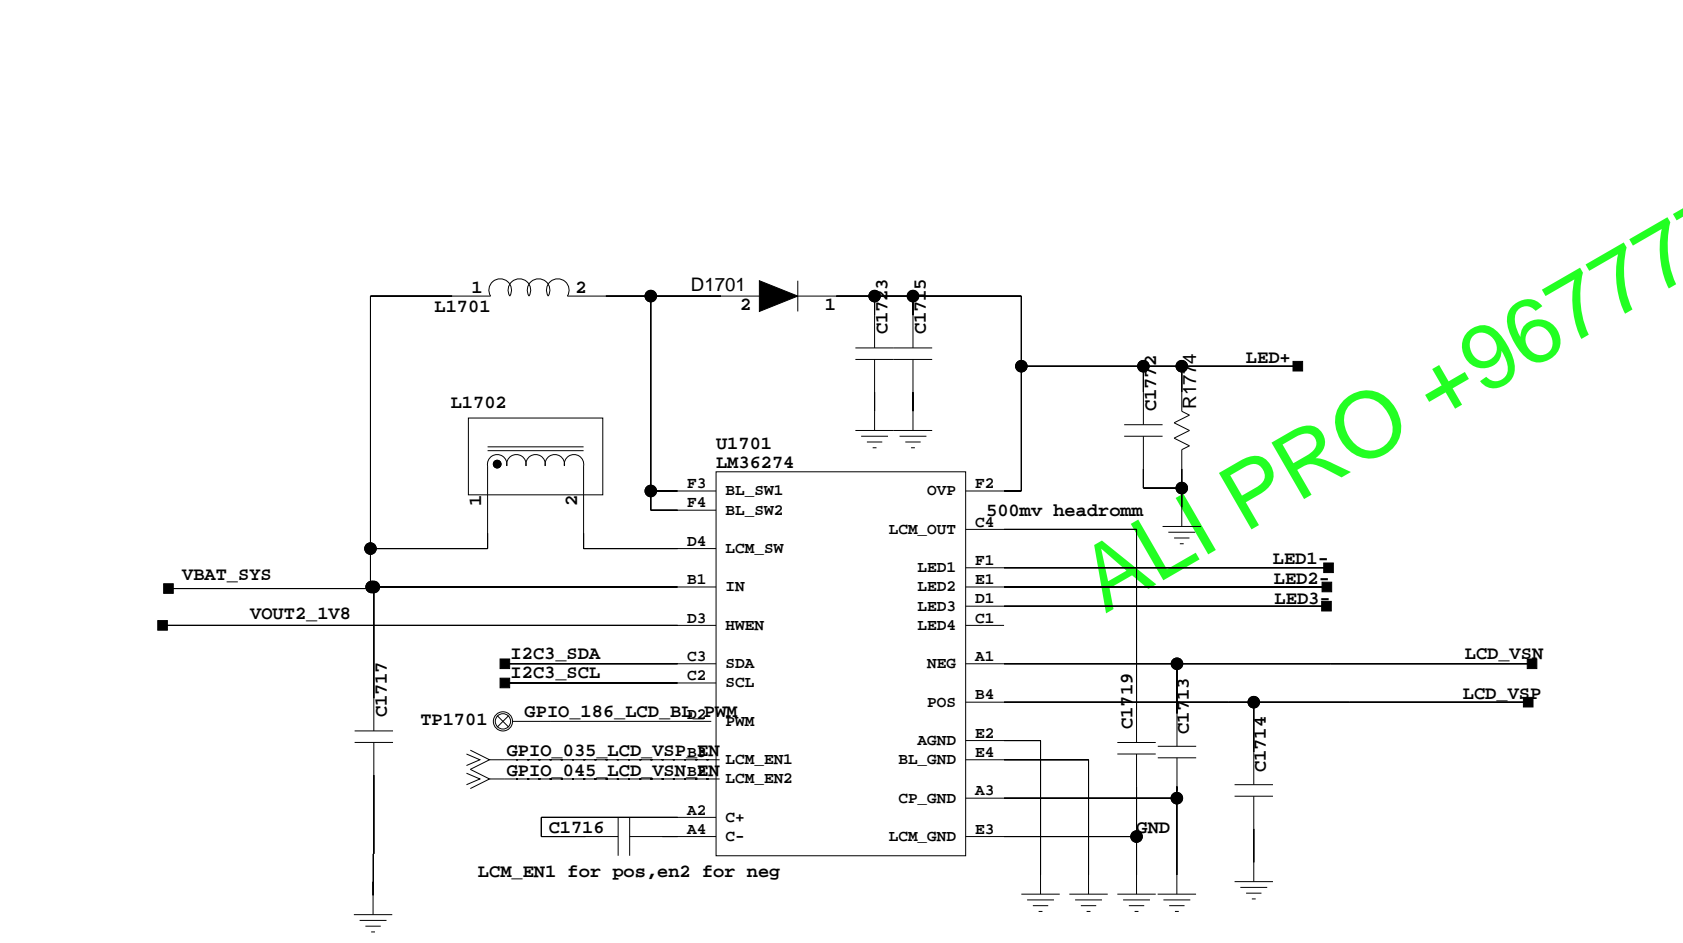 1
2
L1701
D1701
2
1
C1723
C1715
L1702
1
2
C1772
R1774
LED+
U1701
LM36274
F3
BL_SW1
F4
BL_SW2
D4
LCM_SW
B1
IN
D3
HWEN
C3
SDA
C2
SCL
D2
PWM
LCM_EN1
LCM_EN2
A2
C+
A4
C-
OVP
F2
500mv headromm
LCM_OUT
C4
LED1
F1
LED2
E1
LED3
D1
LED4
C1
NEG
A1
POS
B4
AGND
E2
BL_GND
E4
CP_GND
A3
LCM_GND
E3
GND
LED1-
LED2-
LED3-
LCD_VSN
LCD_VSP
C1719
C1713
C1714
VBAT_SYS
VOUT2_1V8
C1717
I2C3_SDA
I2C3_SCL
TP1701
GPIO_186_LCD_BL_PWM
GPIO_035_LCD_VSP_EN
GPIO_045_LCD_VSN_EN
C1716
LCM_EN1 for pos,en2 for neg
ALI PRO +96777